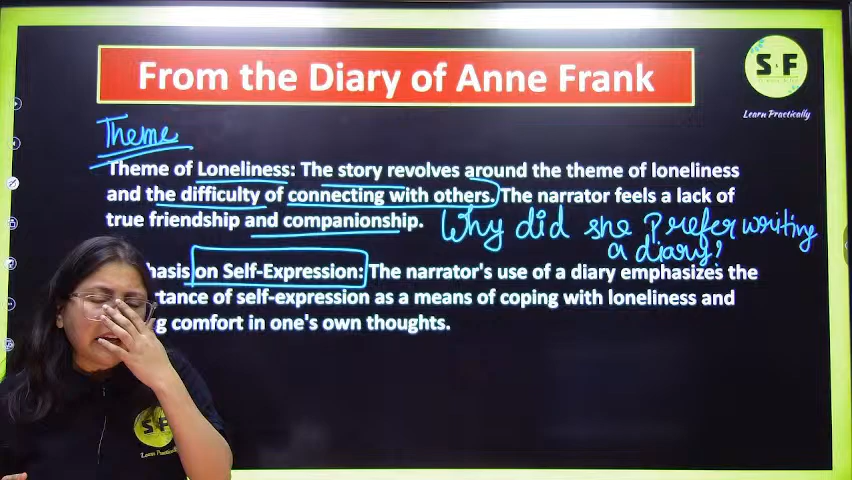 From the Diary of Anne Frank
S&F
Learn Practically
Theme
Theme of Loneliness: The story revolves around the theme of loneliness
and the difficulty of connecting with others. The narrator feels a lack of
true friendship and companionship.
Why did she prefer writing
a diary?
hasis on Self-Expression: The narrator's use of a diary emphasizes the
rtance of self-expression as a means of coping with loneliness and
g comfort in one's own thoughts.
S&F
Learn